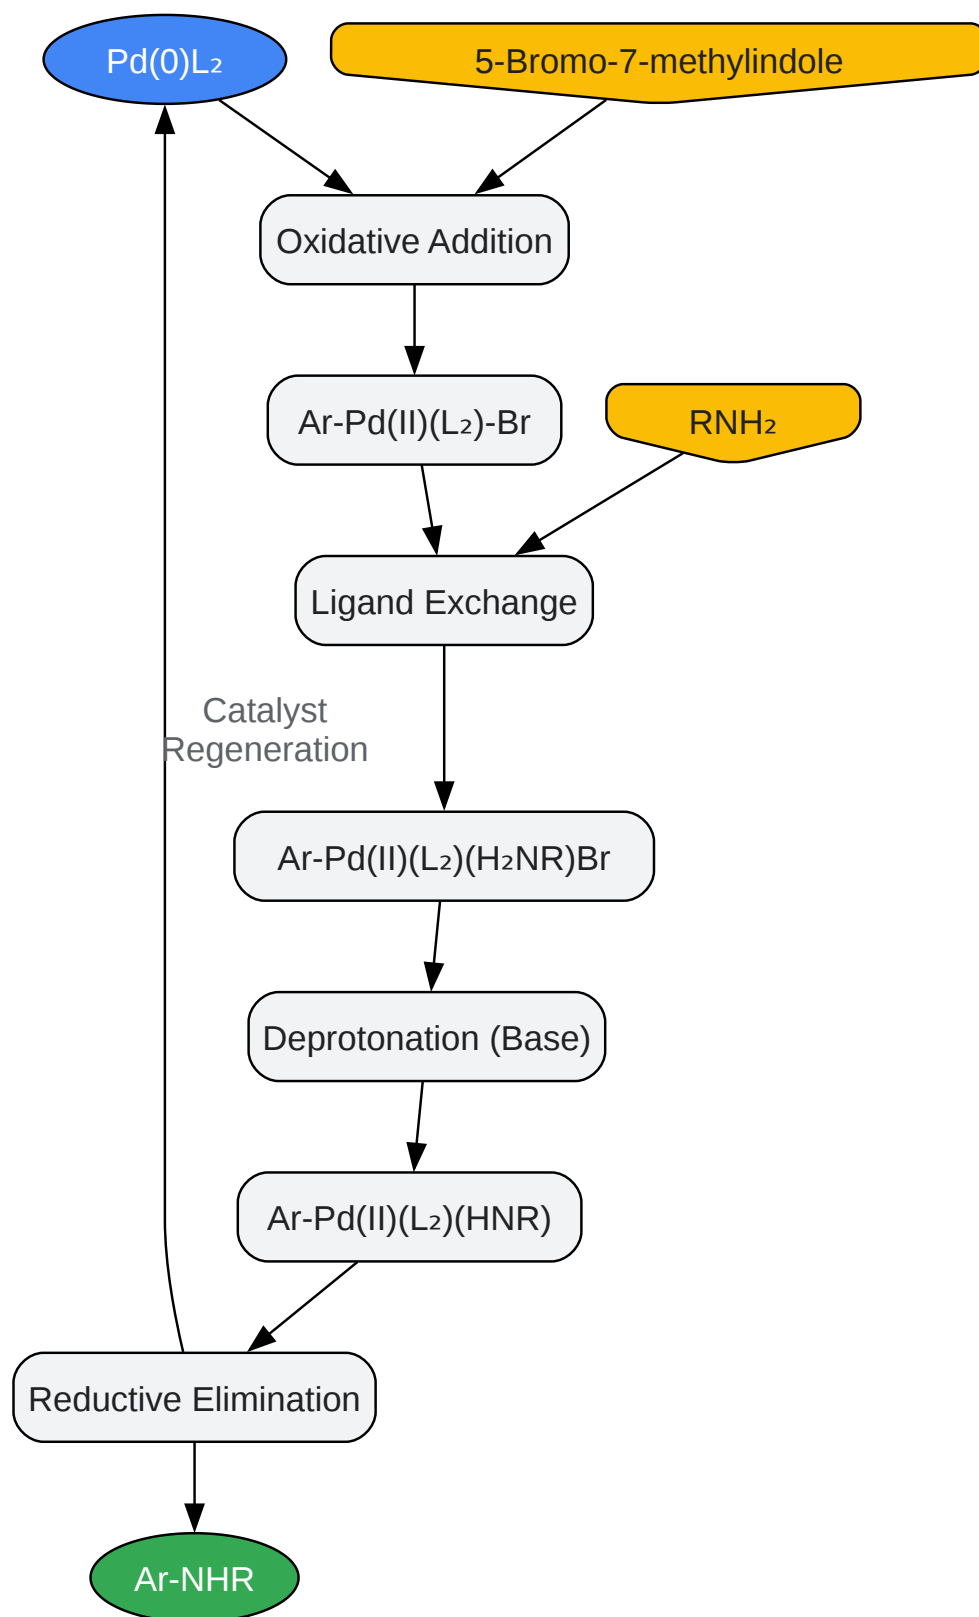 Pd(0)L₂
5-Bromo-7-methylindole
Oxidative Addition
Ar-Pd(II)(L₂)-Br
RNH₂
Ligand Exchange
Catalyst
Regeneration
Ar-Pd(II)(L₂)(H₂NR)Br
Deprotonation (Base)
Ar-Pd(II)(L₂)(HNR)
Reductive Elimination
Ar-NHR